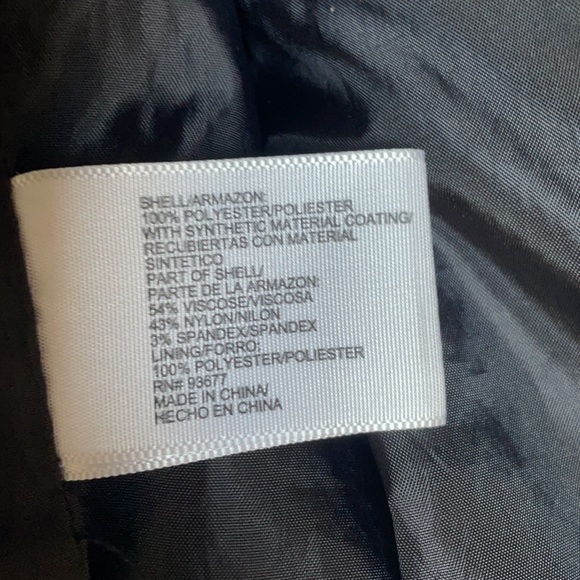 SHELL/ARMAZON:
100% POLYESTER/POLIESTER
WITH SYNTHETIC MATERIAL COATING/
RECUBIERTAS CON MATERIAL
SINTETICO
PART OF SHELL/
PARTE DE LA ARMAZON:
54% VISCOSE/VISCOSA
43% NYLON/NILON
3% SPANDEX/SPANDEX
LINING/FORRO:
100% POLYESTER/POLIESTER
RN# 93677
MADE IN CHINA/
HECHO EN CHINA